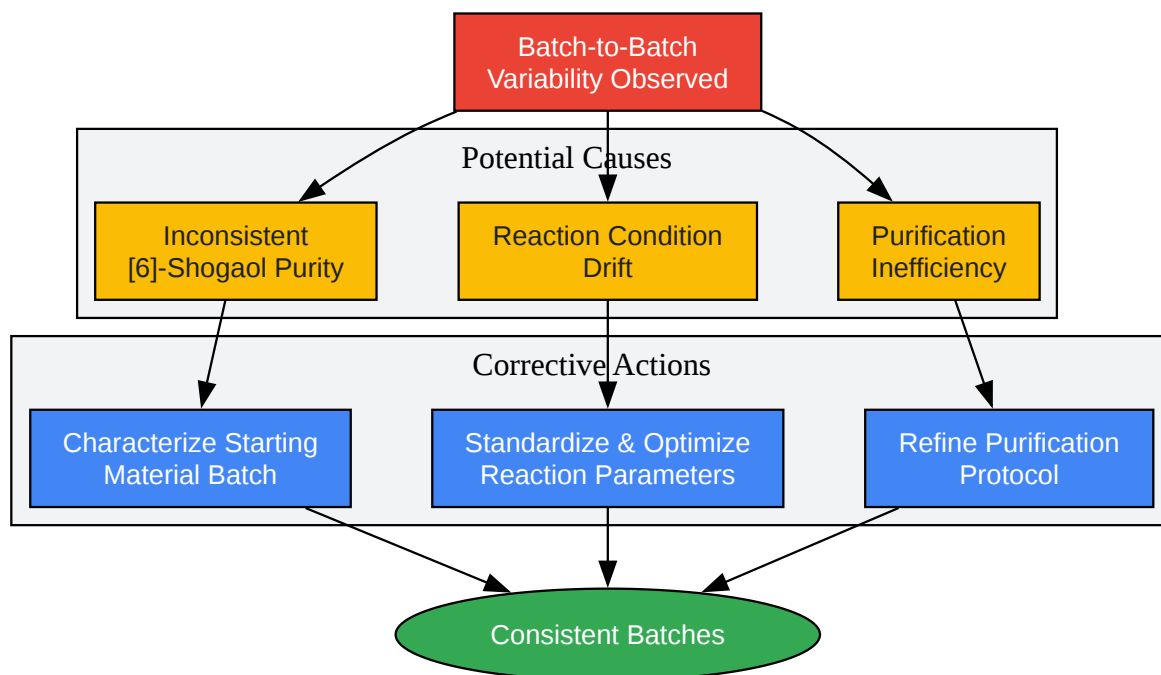 Batch-to-Batch
Variability Observed
Potential Causes
Inconsistent
[6]-Shogaol Purity
Reaction Condition
Drift
Purification
Inefficiency
Corrective Actions
Characterize Starting
Material Batch
Standardize & Optimize
Reaction Parameters
Refine Purification
Protocol
Consistent Batches